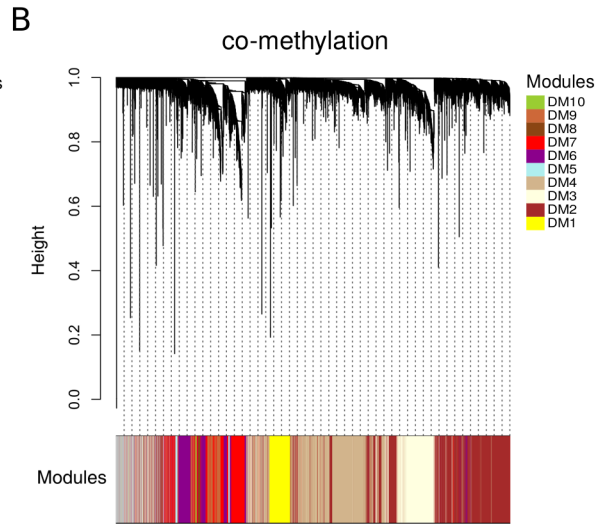 B
co-methylation
s
Height
1.0
0.8
0.6
0.4
0.2
0.0
Modules
DM10
DM9
DM8
DM7
DM6
DM5
DM4
DM3
DM2
DM1
Modules